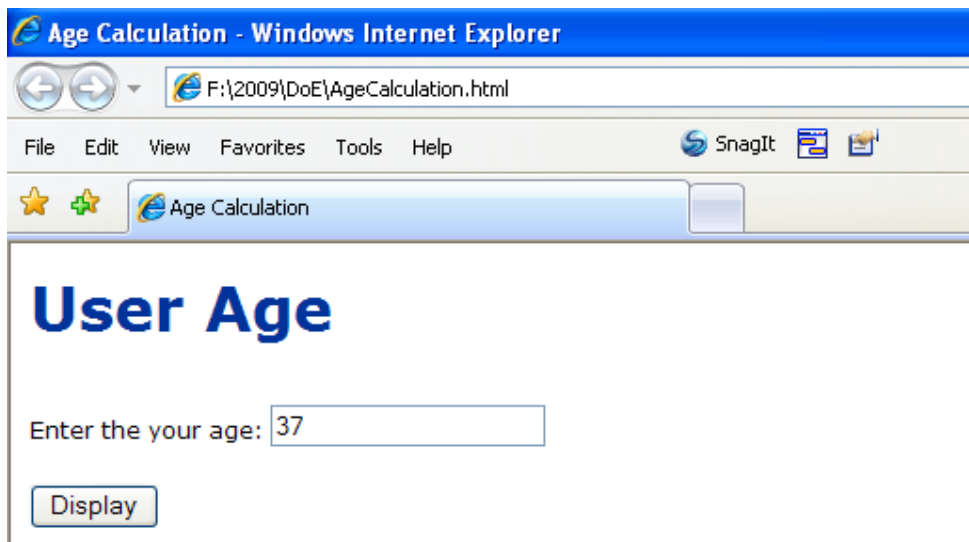 Age Calculation - Windows Internet Explorer
F:\2009\DoE\AgeCalculation.html
File Edit View Favorites Tools Help SnagIt
Age Calculation
User Age
Enter the your age: 37
Display